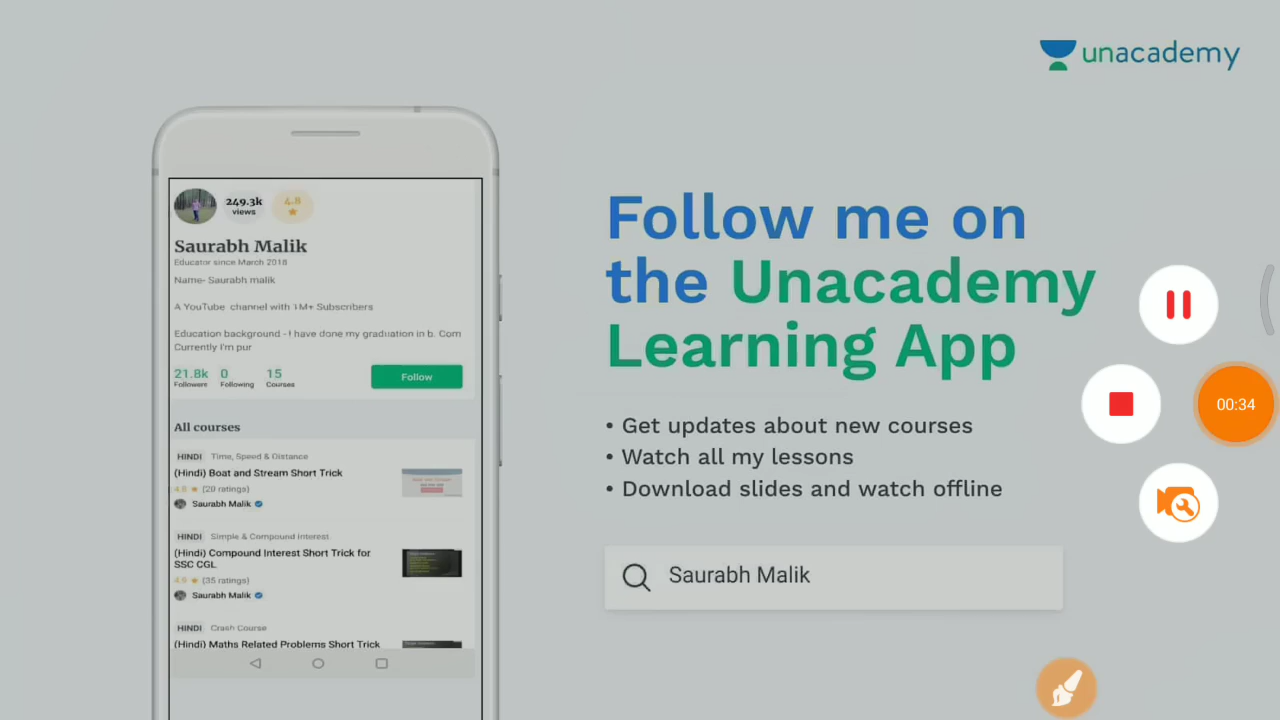 unacademy
249.3k
views
4.8
Saurabh Malik
Educator since March 2018
Name- Saurabh malik
A YouTube channel with 1M+ Subscribers
Education background - I have done my graduation in b. Com
Currently I'm pur
21.8k 0 15
Followers Following Courses
Follow
All courses
HINDI Time, Speed & Distance
(Hindi) Boat and Stream Short Trick
4.8 ★ (29 ratings)
Saurabh Malik
HINDI Simple & Compound Interest
(Hindi) Compound Interest Short Trick for
SSC CGL
4.9 ★ (35 ratings)
Saurabh Malik
HINDI Crash Course
(Hindi) Maths Related Problems Short Trick
Follow me on
the Unacademy
Learning App
• Get updates about new courses
• Watch all my lessons
• Download slides and watch offline
Saurabh Malik
00:34